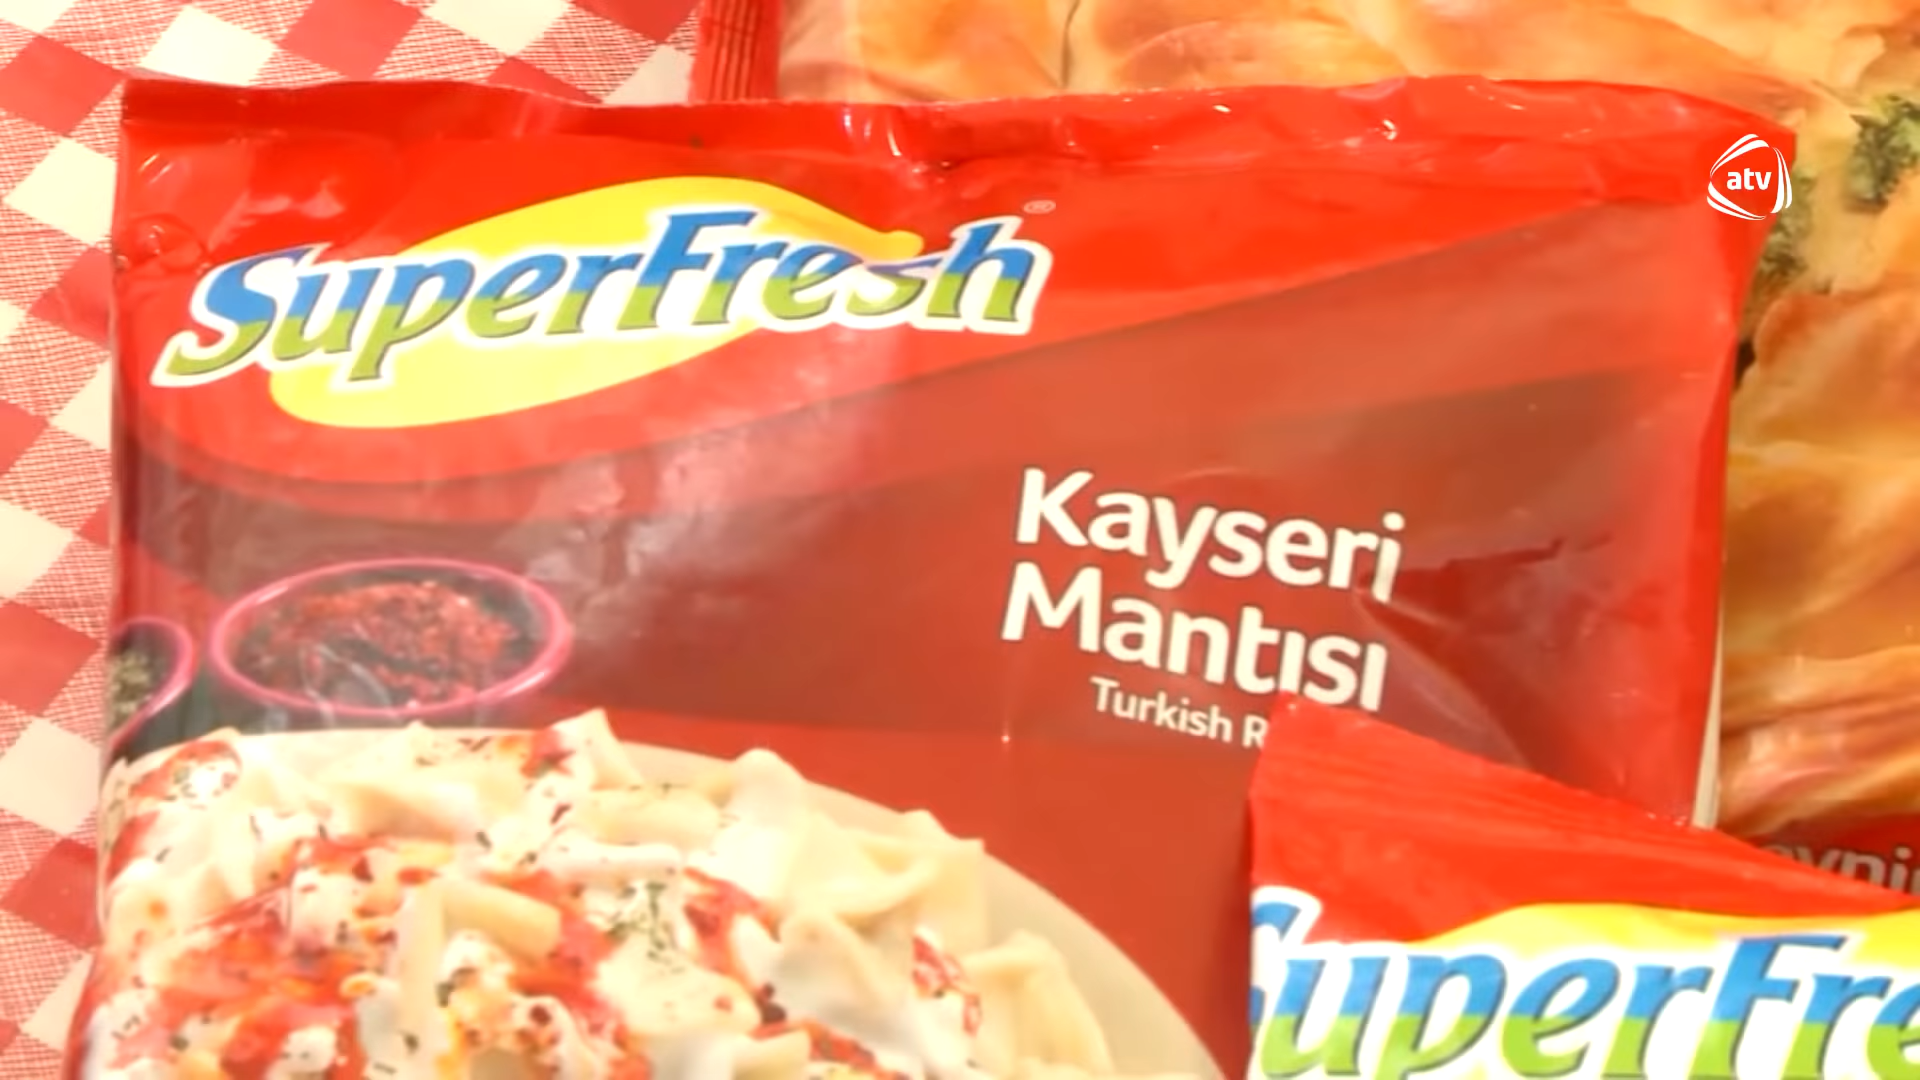 atv
SuperFresh®
Kayseri
Mantısı
Turkish
SuperFre